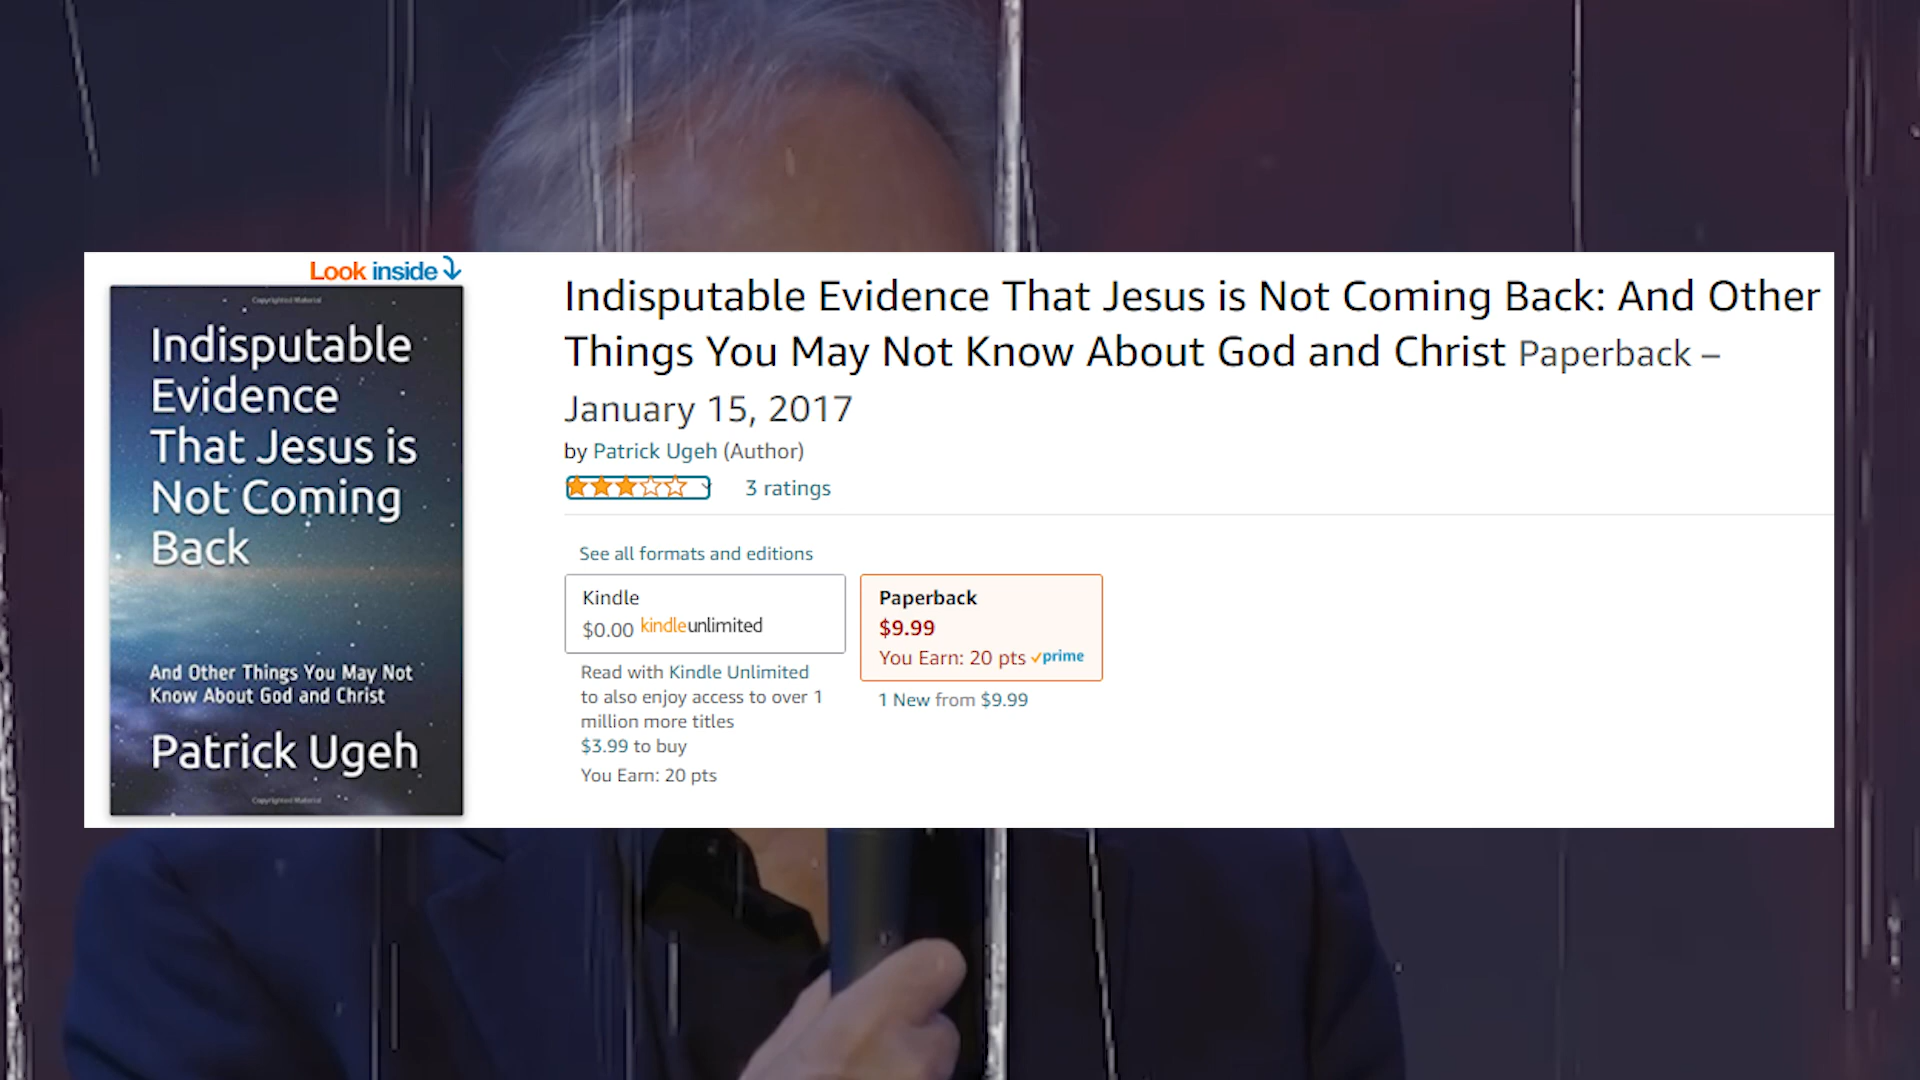 Look inside
Copyrighted Material
Indisputable
Evidence
That Jesus is
Not Coming
Back
And Other Things You May Not
Know About God and Christ
Patrick Ugeh
Copyrighted Material
Indisputable Evidence That Jesus is Not Coming Back: And Other
Things You May Not Know About God and Christ Paperback –
January 15, 2017
by Patrick Ugeh (Author)
3 ratings
See all formats and editions
Kindle
$0.00 kindleunlimited
Read with Kindle Unlimited
to also enjoy access to over 1
million more titles
$3.99 to buy
You Earn: 20 pts
Paperback
$9.99
You Earn: 20 pts prime
1 New from $9.99